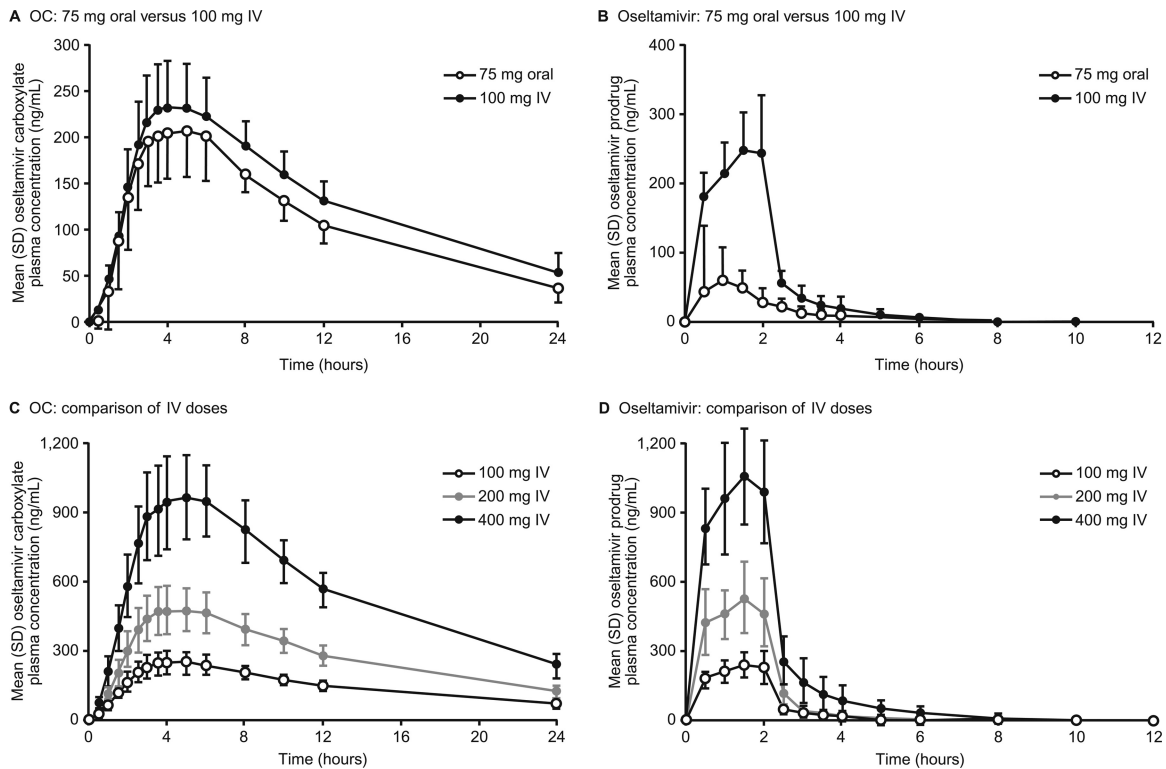 A OC: 75 mg oral versus 100 mg IV
Mean (SD) oseltamivir carboxylate
plasma concentration (ng/mL)
300
250
200
150
100
50
0
75 mg oral
100 mg IV
0 4 8 12 16 20 24
Time (hours)
B Oseltamivir: 75 mg oral versus 100 mg IV
Mean (SD) oseltamivir prodrug
plasma concentration (ng/mL)
400
300
200
100
0
75 mg oral
100 mg IV
0 2 4 6 8 10 12
Time (hours)
C OC: comparison of IV doses
Mean (SD) oseltamivir carboxylate
plasma concentration (ng/mL)
1,200
900
600
300
0
100 mg IV
200 mg IV
400 mg IV
0 4 8 12 16 20 24
Time (hours)
D Oseltamivir: comparison of IV doses
Mean (SD) oseltamivir prodrug
plasma concentration (ng/mL)
1,200
900
600
300
0
100 mg IV
200 mg IV
400 mg IV
0 2 4 6 8 10 12
Time (hours)